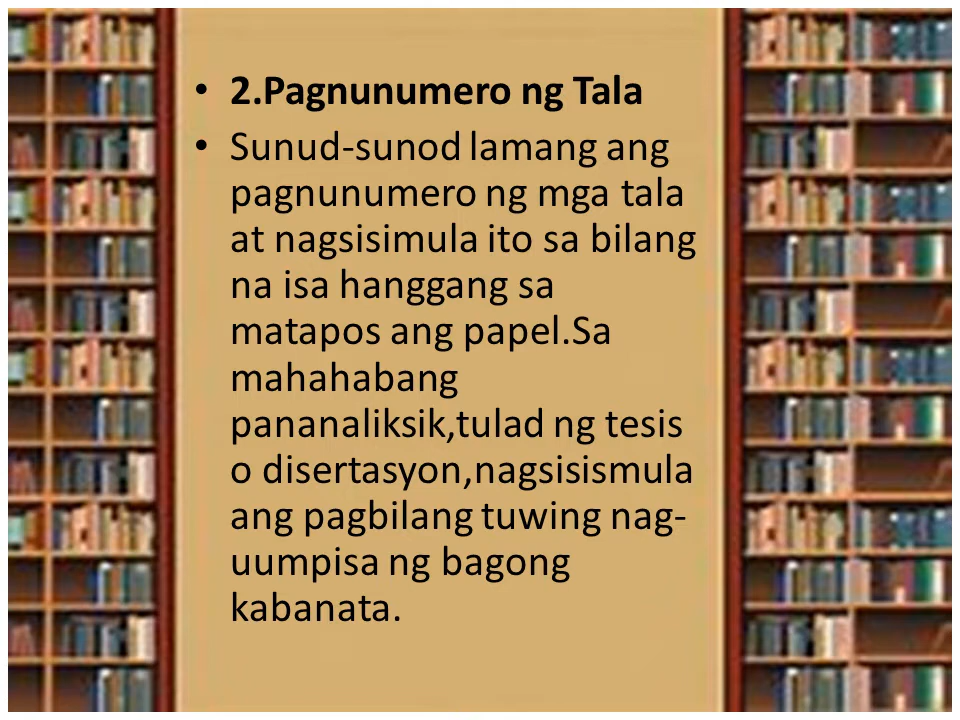 • 2.Pagnunumero ng Tala
• Sunud-sunod lamang ang
pagnunumero ng mga tala
at nagsisimula ito sa bilang
na isa hanggang sa
matapos ang papel.Sa
mahahabang
pananaliksik,tulad ng tesis
o disertasyon,nagsisismula
ang pagbilang tuwing nag-
uumpisa ng bagong
kabanata.